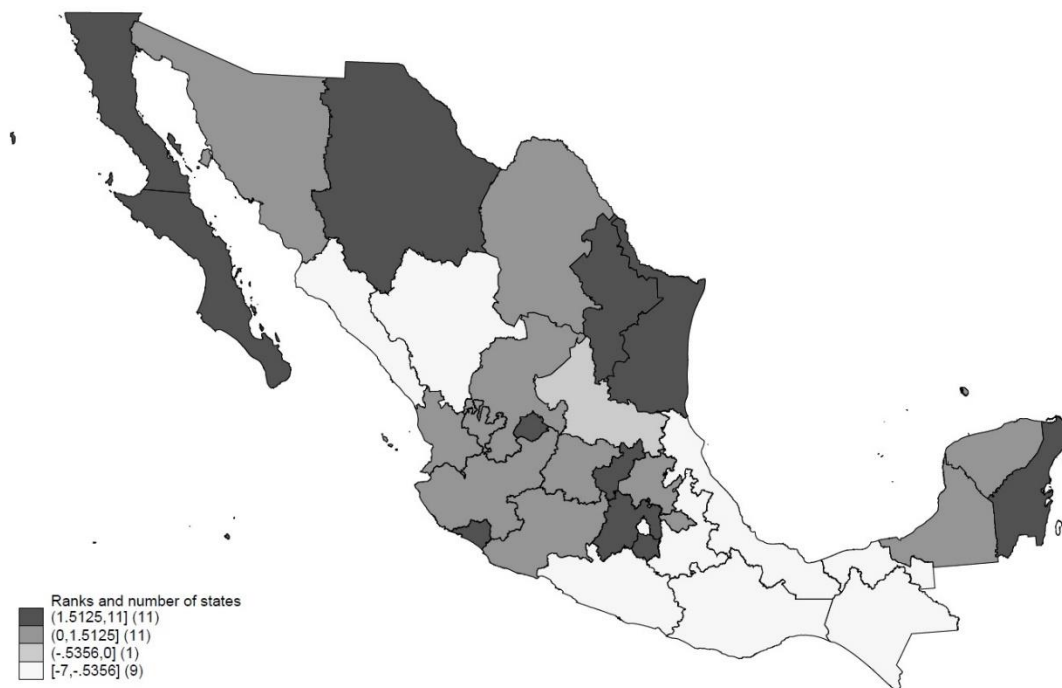 Ranks and number of states
(1.5125,11] (11)
(0,1.5125] (11)
(-.5356,0] (1)
[-7,-.5356] (9)